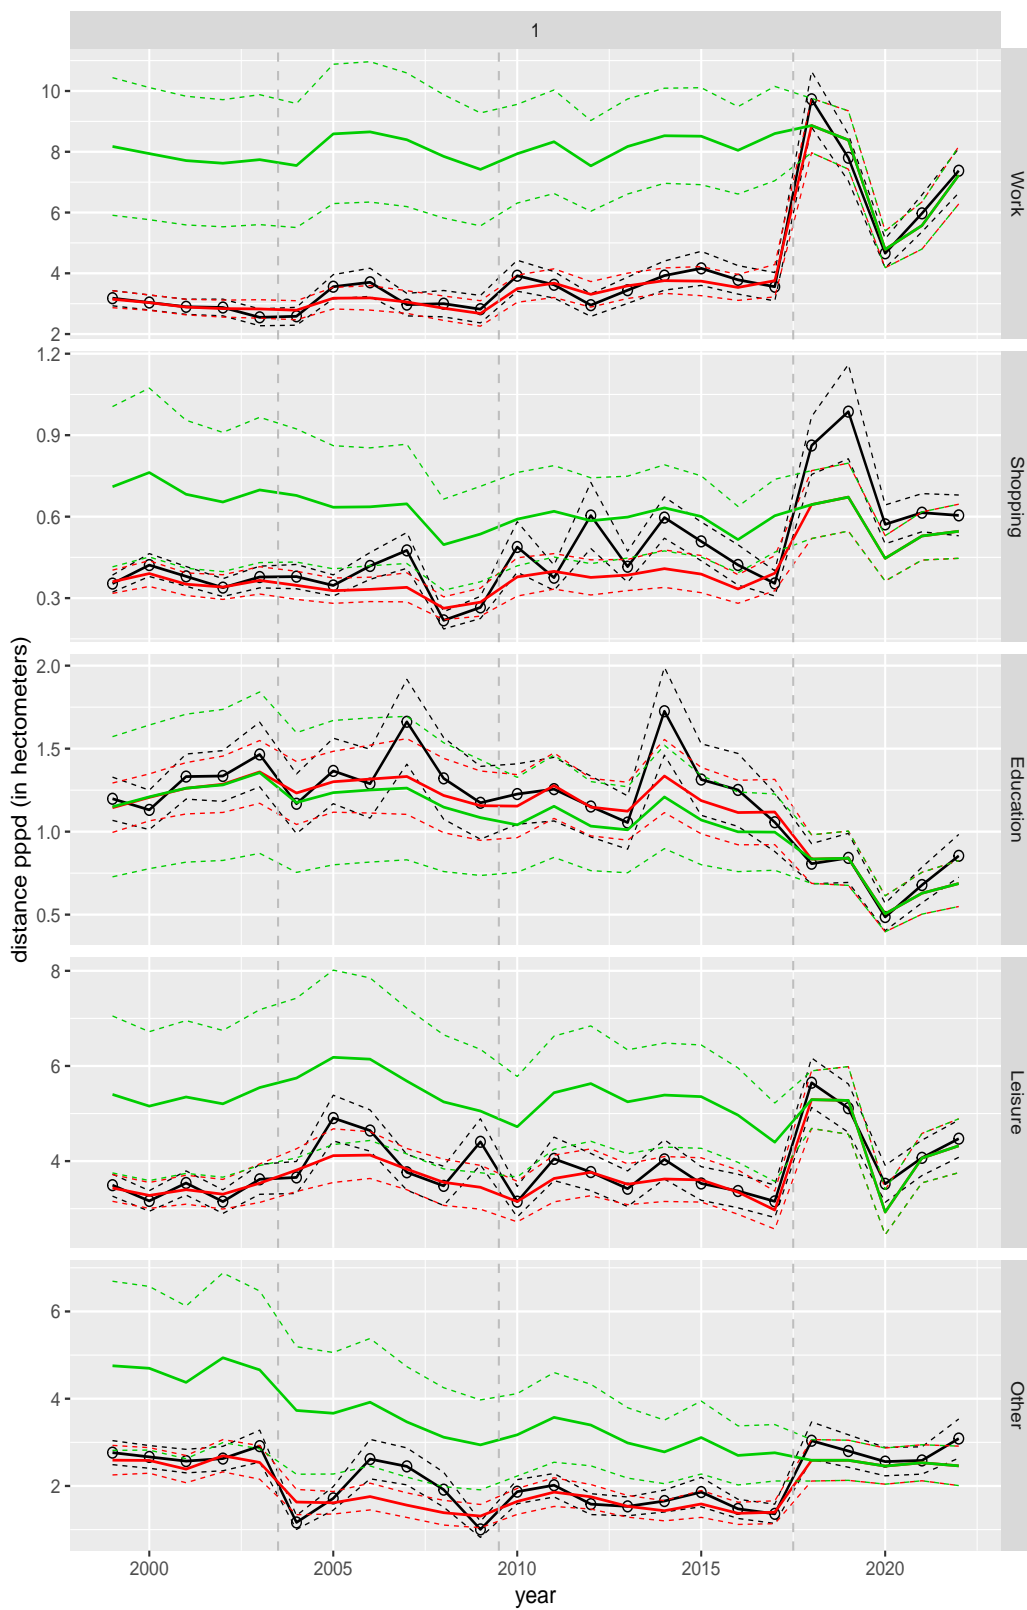 1
10
8
6
4
2
Work
1.2
0.9
0.6
0.3
Shopping
2.0
1.5
1.0
0.5
Education
8
6
4
Leisure
6
4
2
Other
distance pppd (in hectometers)
2000 2005 2010 2015 2020
year